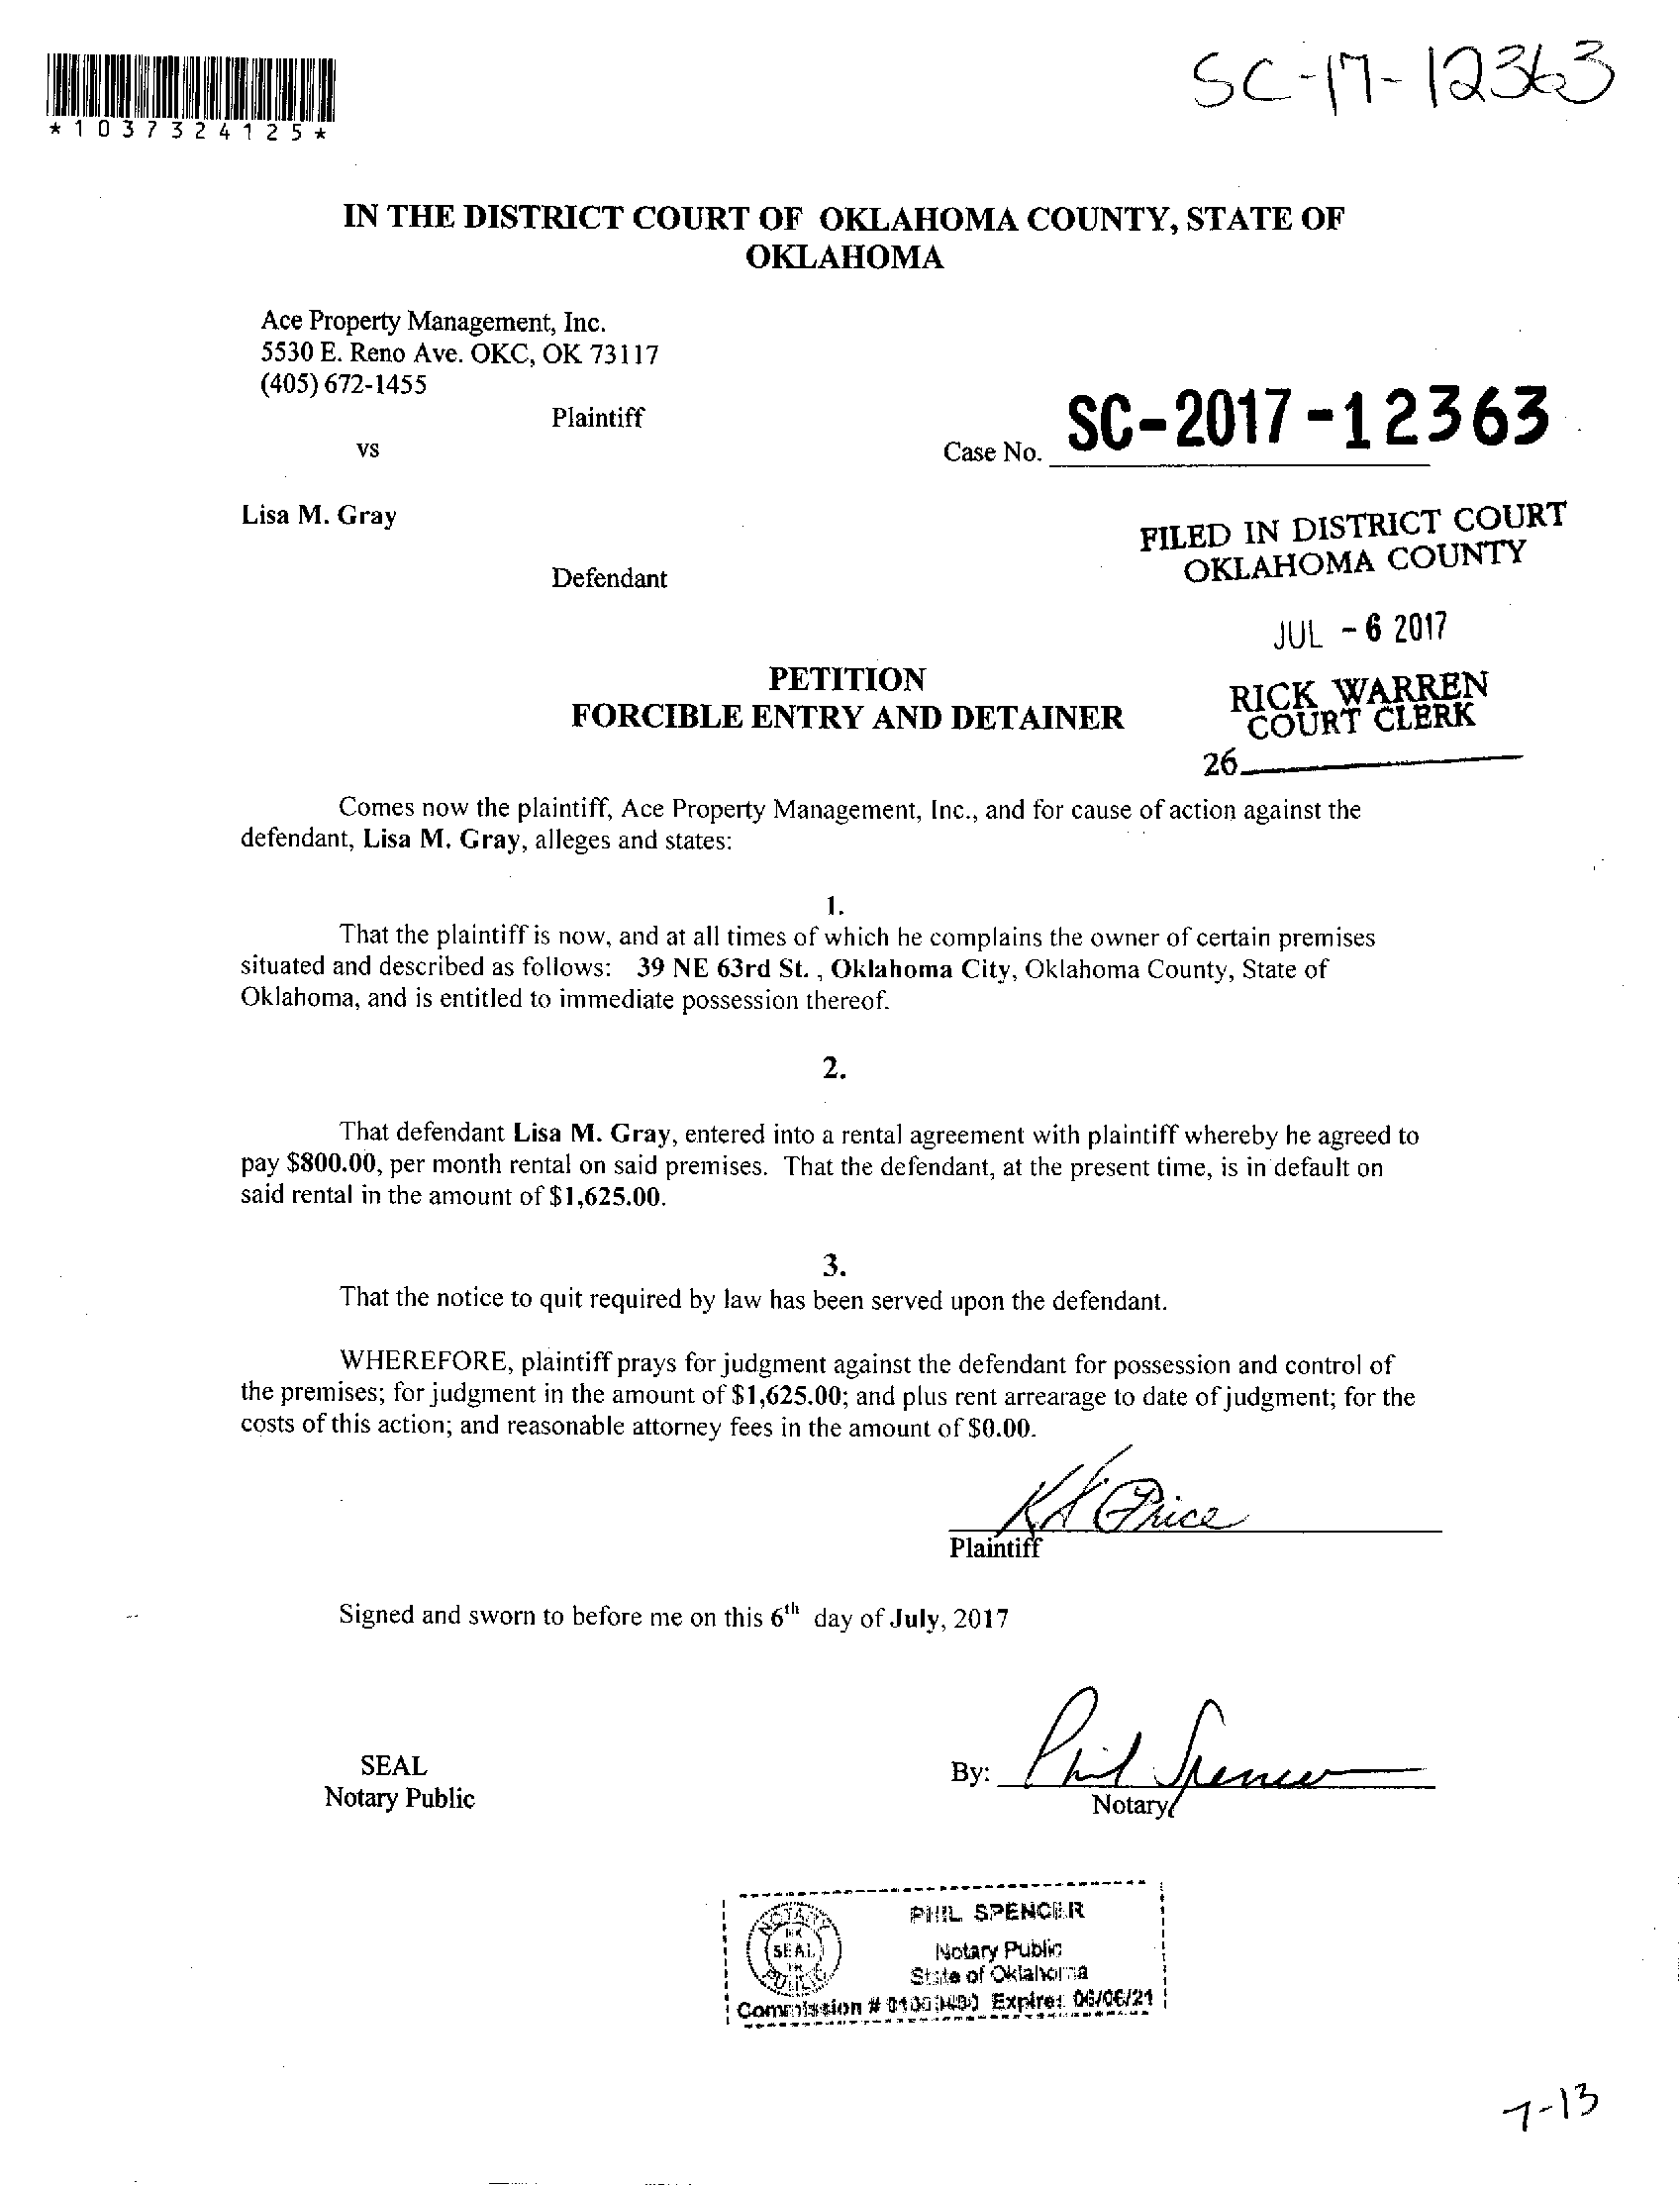 SC-17-12363
*1037324125*
IN THE DISTRICT COURT OF OKLAHOMA COUNTY, STATE OF
OKLAHOMA
Ace Property Management, Inc.
5530 E. Reno Ave. OKC, OK 73117
(405) 672-1455
Plaintiff
vs
Case No. SC-2017-12363
Lisa M. Gray
Defendant
FILED IN DISTRICT COURT
OKLAHOMA COUNTY
JUL -6 2017
RICK WARREN
COURT CLERK
26
PETITION
FORCIBLE ENTRY AND DETAINER
Comes now the plaintiff, Ace Property Management, Inc., and for cause of action against the
defendant, Lisa M. Gray, alleges and states:
1.
That the plaintiff is now, and at all times of which he complains the owner of certain premises
situated and described as follows: 39 NE 63rd St. , Oklahoma City, Oklahoma County, State of
Oklahoma, and is entitled to immediate possession thereof.
2.
That defendant Lisa M. Gray, entered into a rental agreement with plaintiff whereby he agreed to
pay $800.00, per month rental on said premises. That the defendant, at the present time, is in default on
said rental in the amount of $1,625.00.
3.
That the notice to quit required by law has been served upon the defendant.
WHEREFORE, plaintiff prays for judgment against the defendant for possession and control of
the premises; for judgment in the amount of $1,625.00; and plus rent arrearage to date of judgment; for the
costs of this action; and reasonable attorney fees in the amount of $0.00.
Price
Plaintiff
Signed and sworn to before me on this 6th day of July, 2017
SEAL
Notary Public
By: Phil Spencer
Notary
NOTARY
SEAL
PUBLIC
PHIL SPENCER
Notary Public
State of Oklahoma
Commission # Expires 06/06/21
7-13